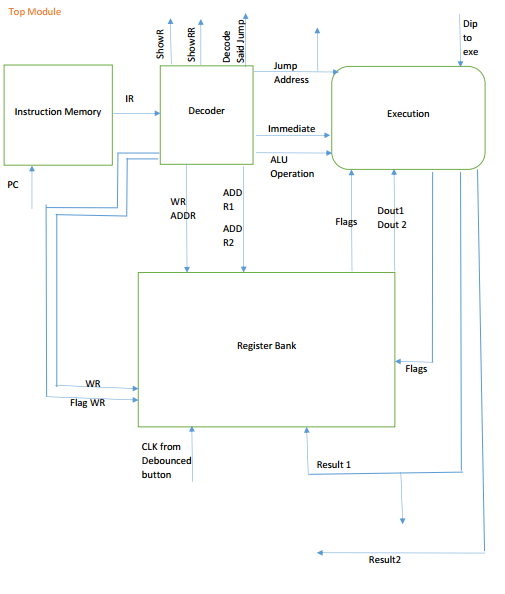 Top Module
ShowR
ShowRR
Decode
Said Jump
Dip
to
exe
Jump
Address
Instruction Memory
IR
Decoder
Execution
Immediate
ALU
Operation
PC
WR
ADDR
ADD
R1
ADD
R2
Flags
Dout1
Dout 2
Register Bank
Flags
WR
Flag WR
CLK from
Debounced
button
Result 1
Result2